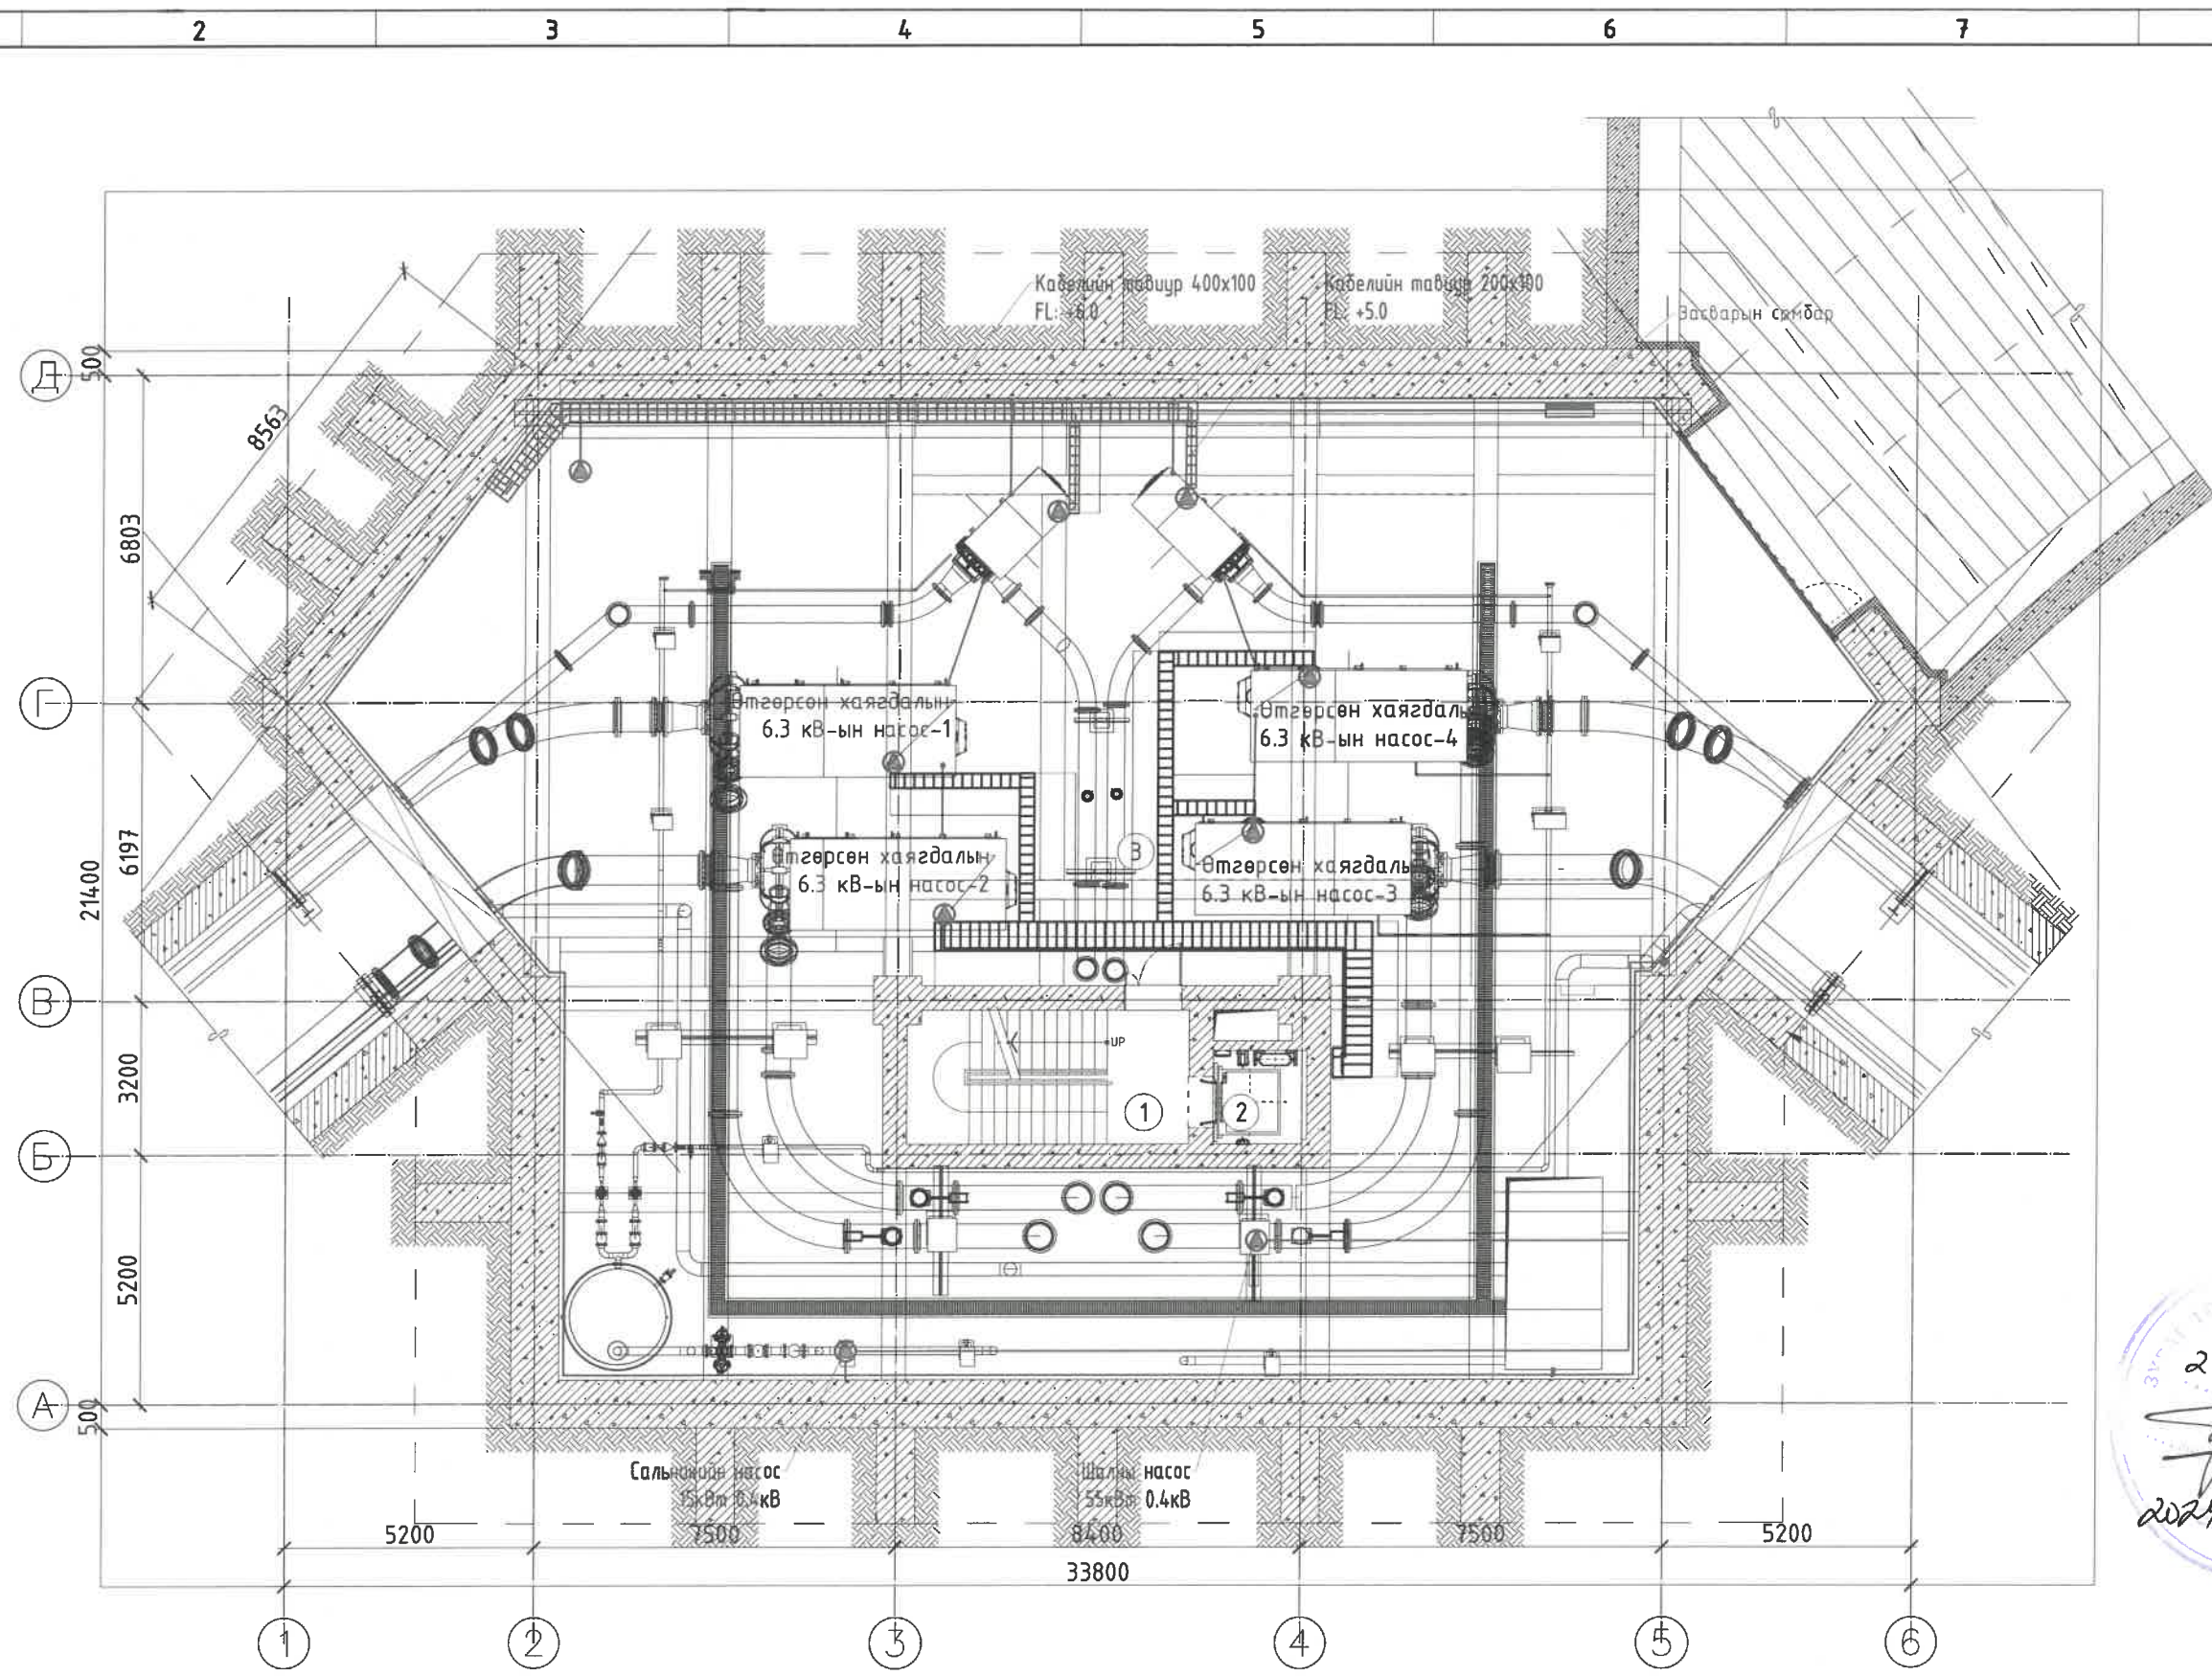 2 3 4 5 6 7
Кабелийн тавиур 400x100
FL: +6.0
Кабелийн тавиур 200x100
FL: +5.0
Засварын самбар
Д
500
8563
6803
Г
Өтгөрсөн хаягдалын
6.3 кВ-ын насос-1
Өтгөрсөн хаягдалы
6.3 кВ-ын насос-4
6197
21400
3
Өтгөрсөн хаягдалын
6.3 кВ-ын насос-2
Өтгөрсөн хаягдалы
6.3 кВ-ын насос-3
В
UP
3200
1
2
Б
5200
А
500
насос
15кВт 0.4кВ
Шалны насос
55кВт 0.4кВ
5200 7500 8400 7500 5200
33800
1 2 3 4 5 6